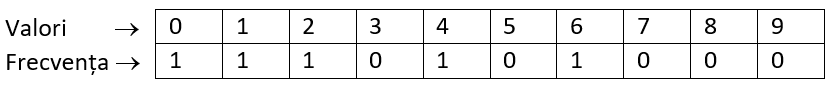 Valori → 0 1 2 3 4 5 6 7 8 9
Frecvența → 1 1 1 0 1 0 1 0 0 0